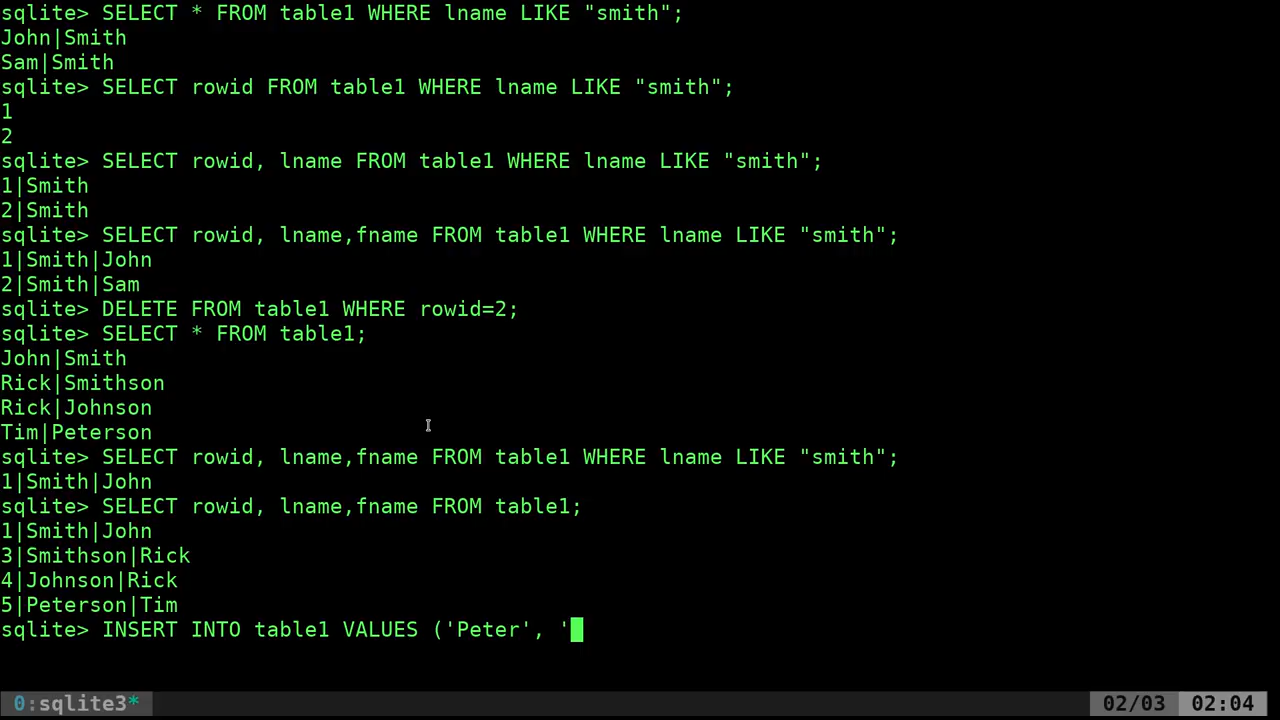 sqlite> SELECT * FROM table1 WHERE lname LIKE "smith";
John|Smith
Sam|Smith
sqlite> SELECT rowid FROM table1 WHERE lname LIKE "smith";
1
2
sqlite> SELECT rowid, lname FROM table1 WHERE lname LIKE "smith";
1|Smith
2|Smith
sqlite> SELECT rowid, lname,fname FROM table1 WHERE lname LIKE "smith";
1|Smith|John
2|Smith|Sam
sqlite> DELETE FROM table1 WHERE rowid=2;
sqlite> SELECT * FROM table1;
John|Smith
Rick|Smithson
Rick|Johnson
Tim|Peterson
sqlite> SELECT rowid, lname,fname FROM table1 WHERE lname LIKE "smith";
1|Smith|John
sqlite> SELECT rowid, lname,fname FROM table1;
1|Smith|John
3|Smithson|Rick
4|Johnson|Rick
5|Peterson|Tim
sqlite> INSERT INTO table1 VALUES ('Peter', '
0:sqlite3* 02/03 02:04